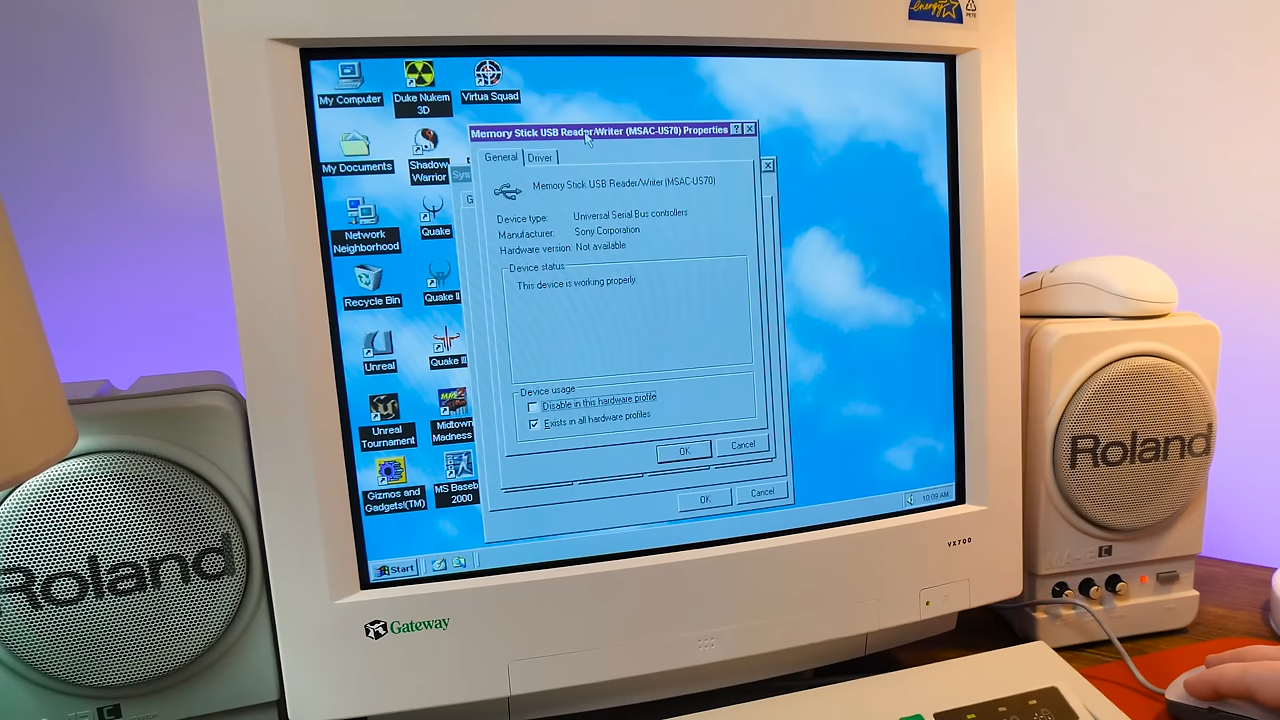 energy
PETE
My Computer
Duke Nukem
3D
Virtua Squad
My Documents
Shadow
Warrior
Network
Neighborhood
Quake
Recycle Bin
Quake II
Unreal
Quake III
Unreal
Tournament
Midtown
Madness
Gizmos and
Gadgets!(TM)
MS Baseb
2000
Sys
G
Memory Stick USB Reader/Writer (MSAC-US70) Properties
General
Driver
Memory Stick USB Reader/Writer (MSAC-US70)
Device type: Universal Serial Bus controllers
Manufacturer: Sony Corporation
Hardware version: Not available
Device status
This device is working properly.
Device usage
Disable in this hardware profile
Exists in all hardware profiles
OK
Cancel
OK
Cancel
Start
10:09 AM
Gateway
VX700
Roland
Roland